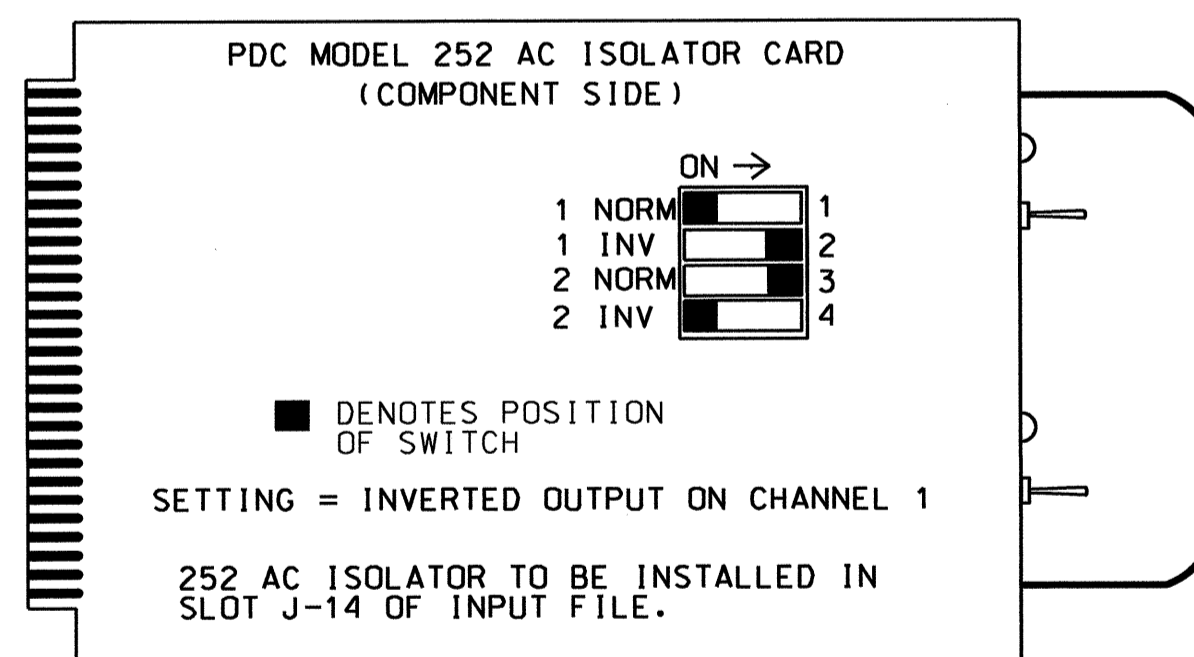 PDC MODEL 252 AC ISOLATOR CARD
(COMPONENT SIDE)
ON →
1 NORM 1
1 INV 2
2 NORM 3
2 INV 4
DENOTES POSITION
OF SWITCH
SETTING = INVERTED OUTPUT ON CHANNEL 1
252 AC ISOLATOR TO BE INSTALLED IN
SLOT J-14 OF INPUT FILE.